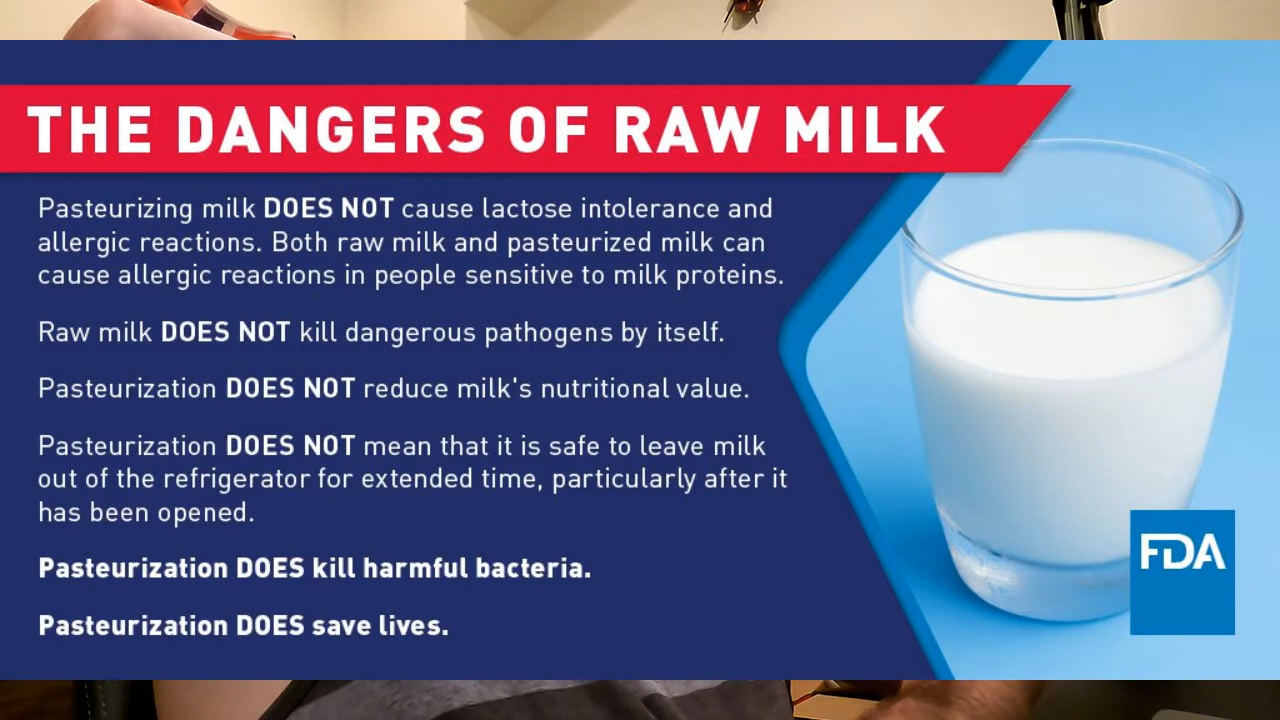 THE DANGERS OF RAW MILK
Pasteurizing milk DOES NOT cause lactose intolerance and
allergic reactions. Both raw milk and pasteurized milk can
cause allergic reactions in people sensitive to milk proteins.
Raw milk DOES NOT kill dangerous pathogens by itself.
Pasteurization DOES NOT reduce milk's nutritional value.
Pasteurization DOES NOT mean that it is safe to leave milk
out of the refrigerator for extended time, particularly after it
has been opened.
Pasteurization DOES kill harmful bacteria.
Pasteurization DOES save lives.
FDA